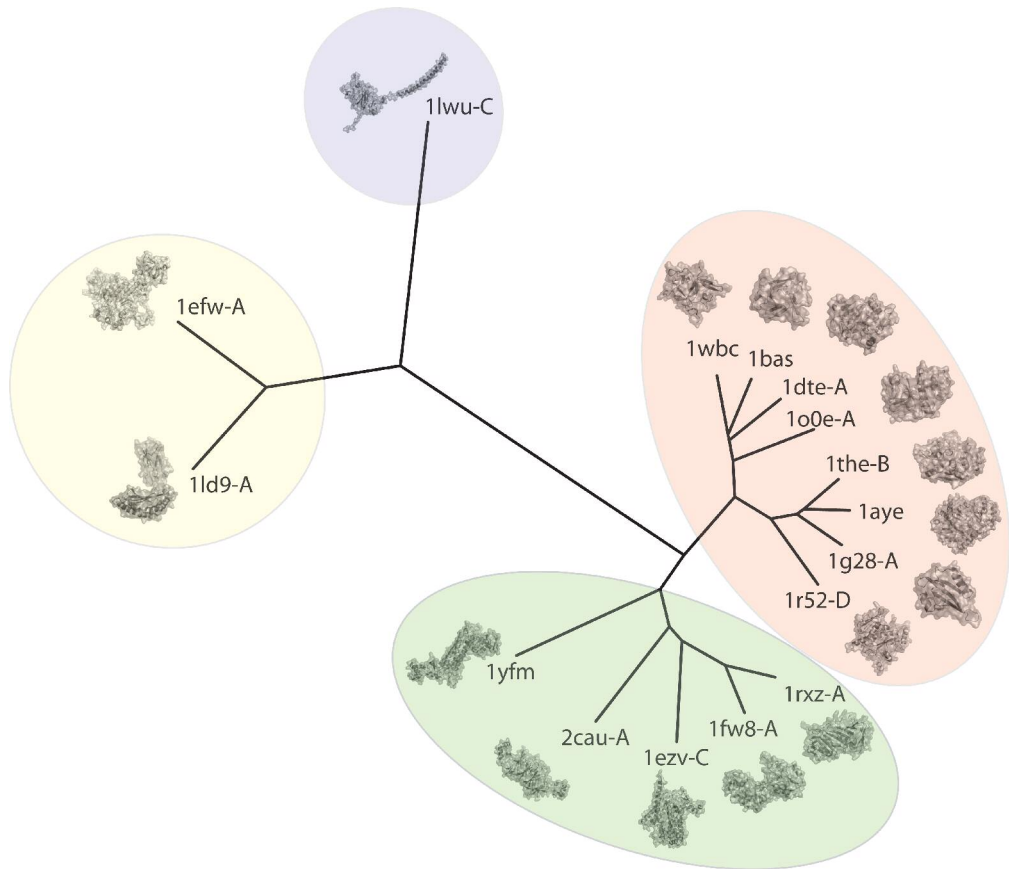 1lwu-C
1efw-A
1ld9-A
1wbc
1bas
1dte-A
1o0e-A
1the-B
1aye
1g28-A
1r52-D
1yfm
2cau-A
1ezv-C
1fw8-A
1rxz-A